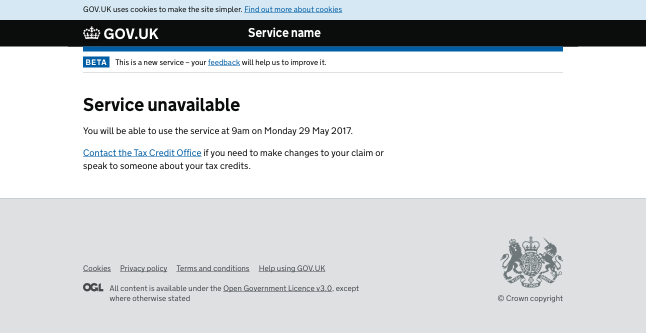 GOV.UK uses cookies to make the site simpler. Find out more about cookies
GOV.UK Service name
BETA This is a new service – your feedback will help us to improve it.
Service unavailable
You will be able to use the service at 9am on Monday 29 May 2017.
Contact the Tax Credit Office if you need to make changes to your claim or
speak to someone about your tax credits.
Cookies Privacy policy Terms and conditions Help using GOV.UK
OGL All content is available under the Open Government Licence v3.0, except
where otherwise stated
© Crown copyright